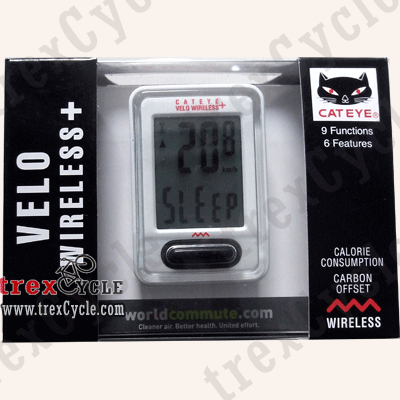 VELO
WIRELESS+
CATEYE
VELO WIRELESS+
20.8
SLEEP
CATEYE®
9 Functions
6 Features
CALORIE
CONSUMPTION
CARBON
OFFSET
WIRELESS
worldcommute.com
Cleaner air. Better health. United effort.
trexCYCLE
www.trexCycle.com
trexCycle